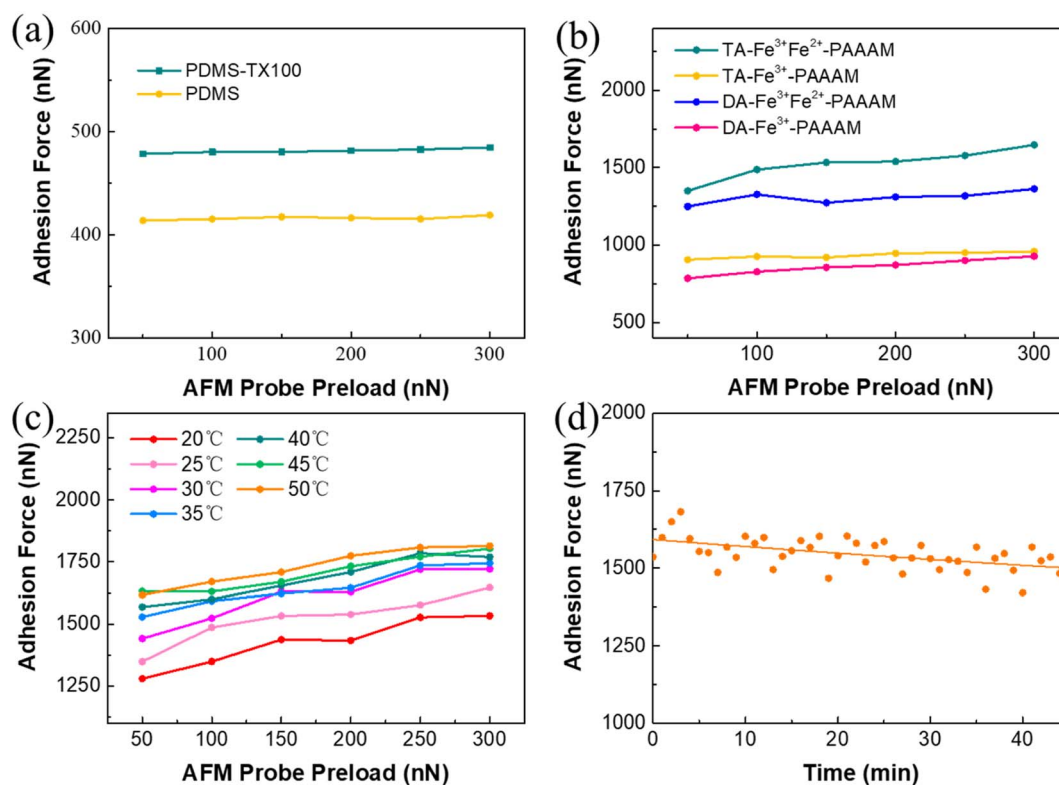 (a)
600
500
400
300
Adhesion Force (nN)
PDMS-TX100
PDMS
100
200
300
AFM Probe Preload (nN)
(b)
2000
1500
1000
500
Adhesion Force (nN)
TA-Fe³⁺Fe²⁺-PAAAM
TA-Fe³⁺-PAAAM
DA-Fe³⁺Fe²⁺-PAAAM
DA-Fe³⁺-PAAAM
100
200
300
AFM Probe Preload (nN)
(c)
2250
2000
1750
1500
1250
Adhesion Force (nN)
20℃ 40℃
25℃ 45℃
30℃ 50℃
35℃
50 100 150 200 250 300
AFM Probe Preload (nN)
(d)
2000
1750
1500
1250
1000
Adhesion Force (nN)
0 10 20 30 40
Time (min)